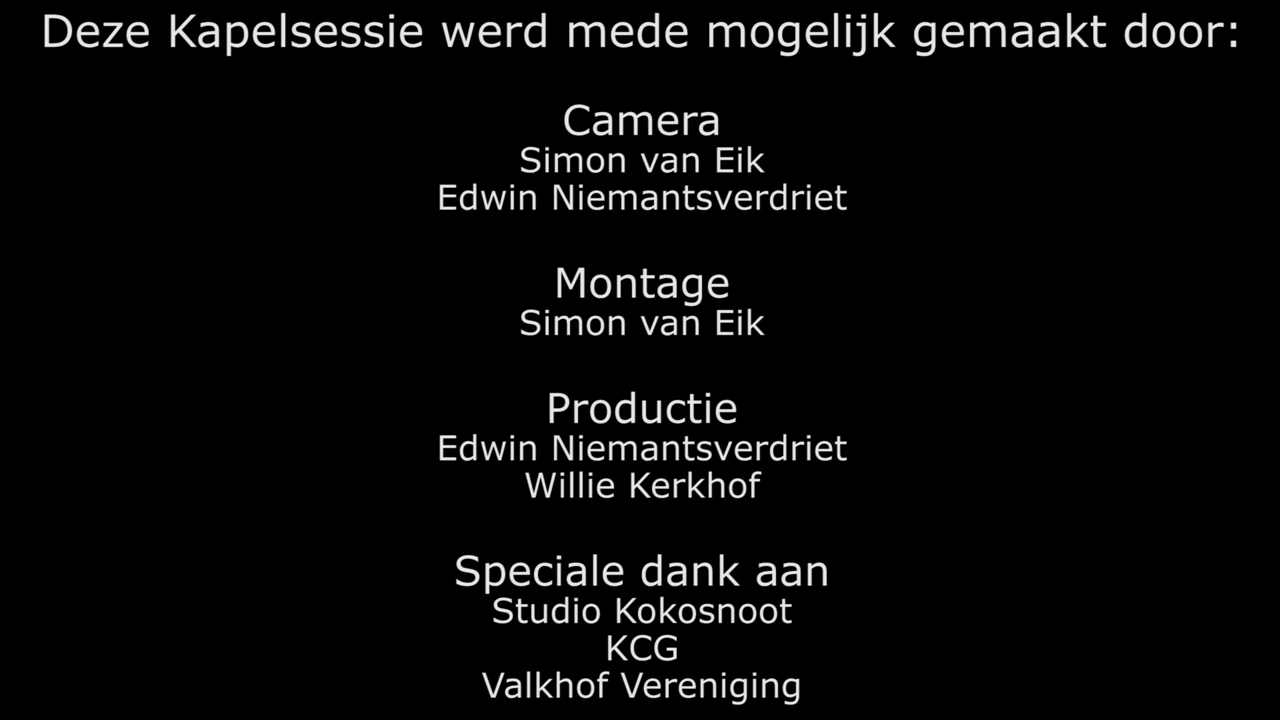 Deze Kapelsessie werd mede mogelijk gemaakt door:
Camera
Simon van Eik
Edwin Niemantsverdriet
Montage
Simon van Eik
Productie
Edwin Niemantsverdriet
Willie Kerkhof
Speciale dank aan
Studio Kokosnoot
KCG
Valkhof Vereniging